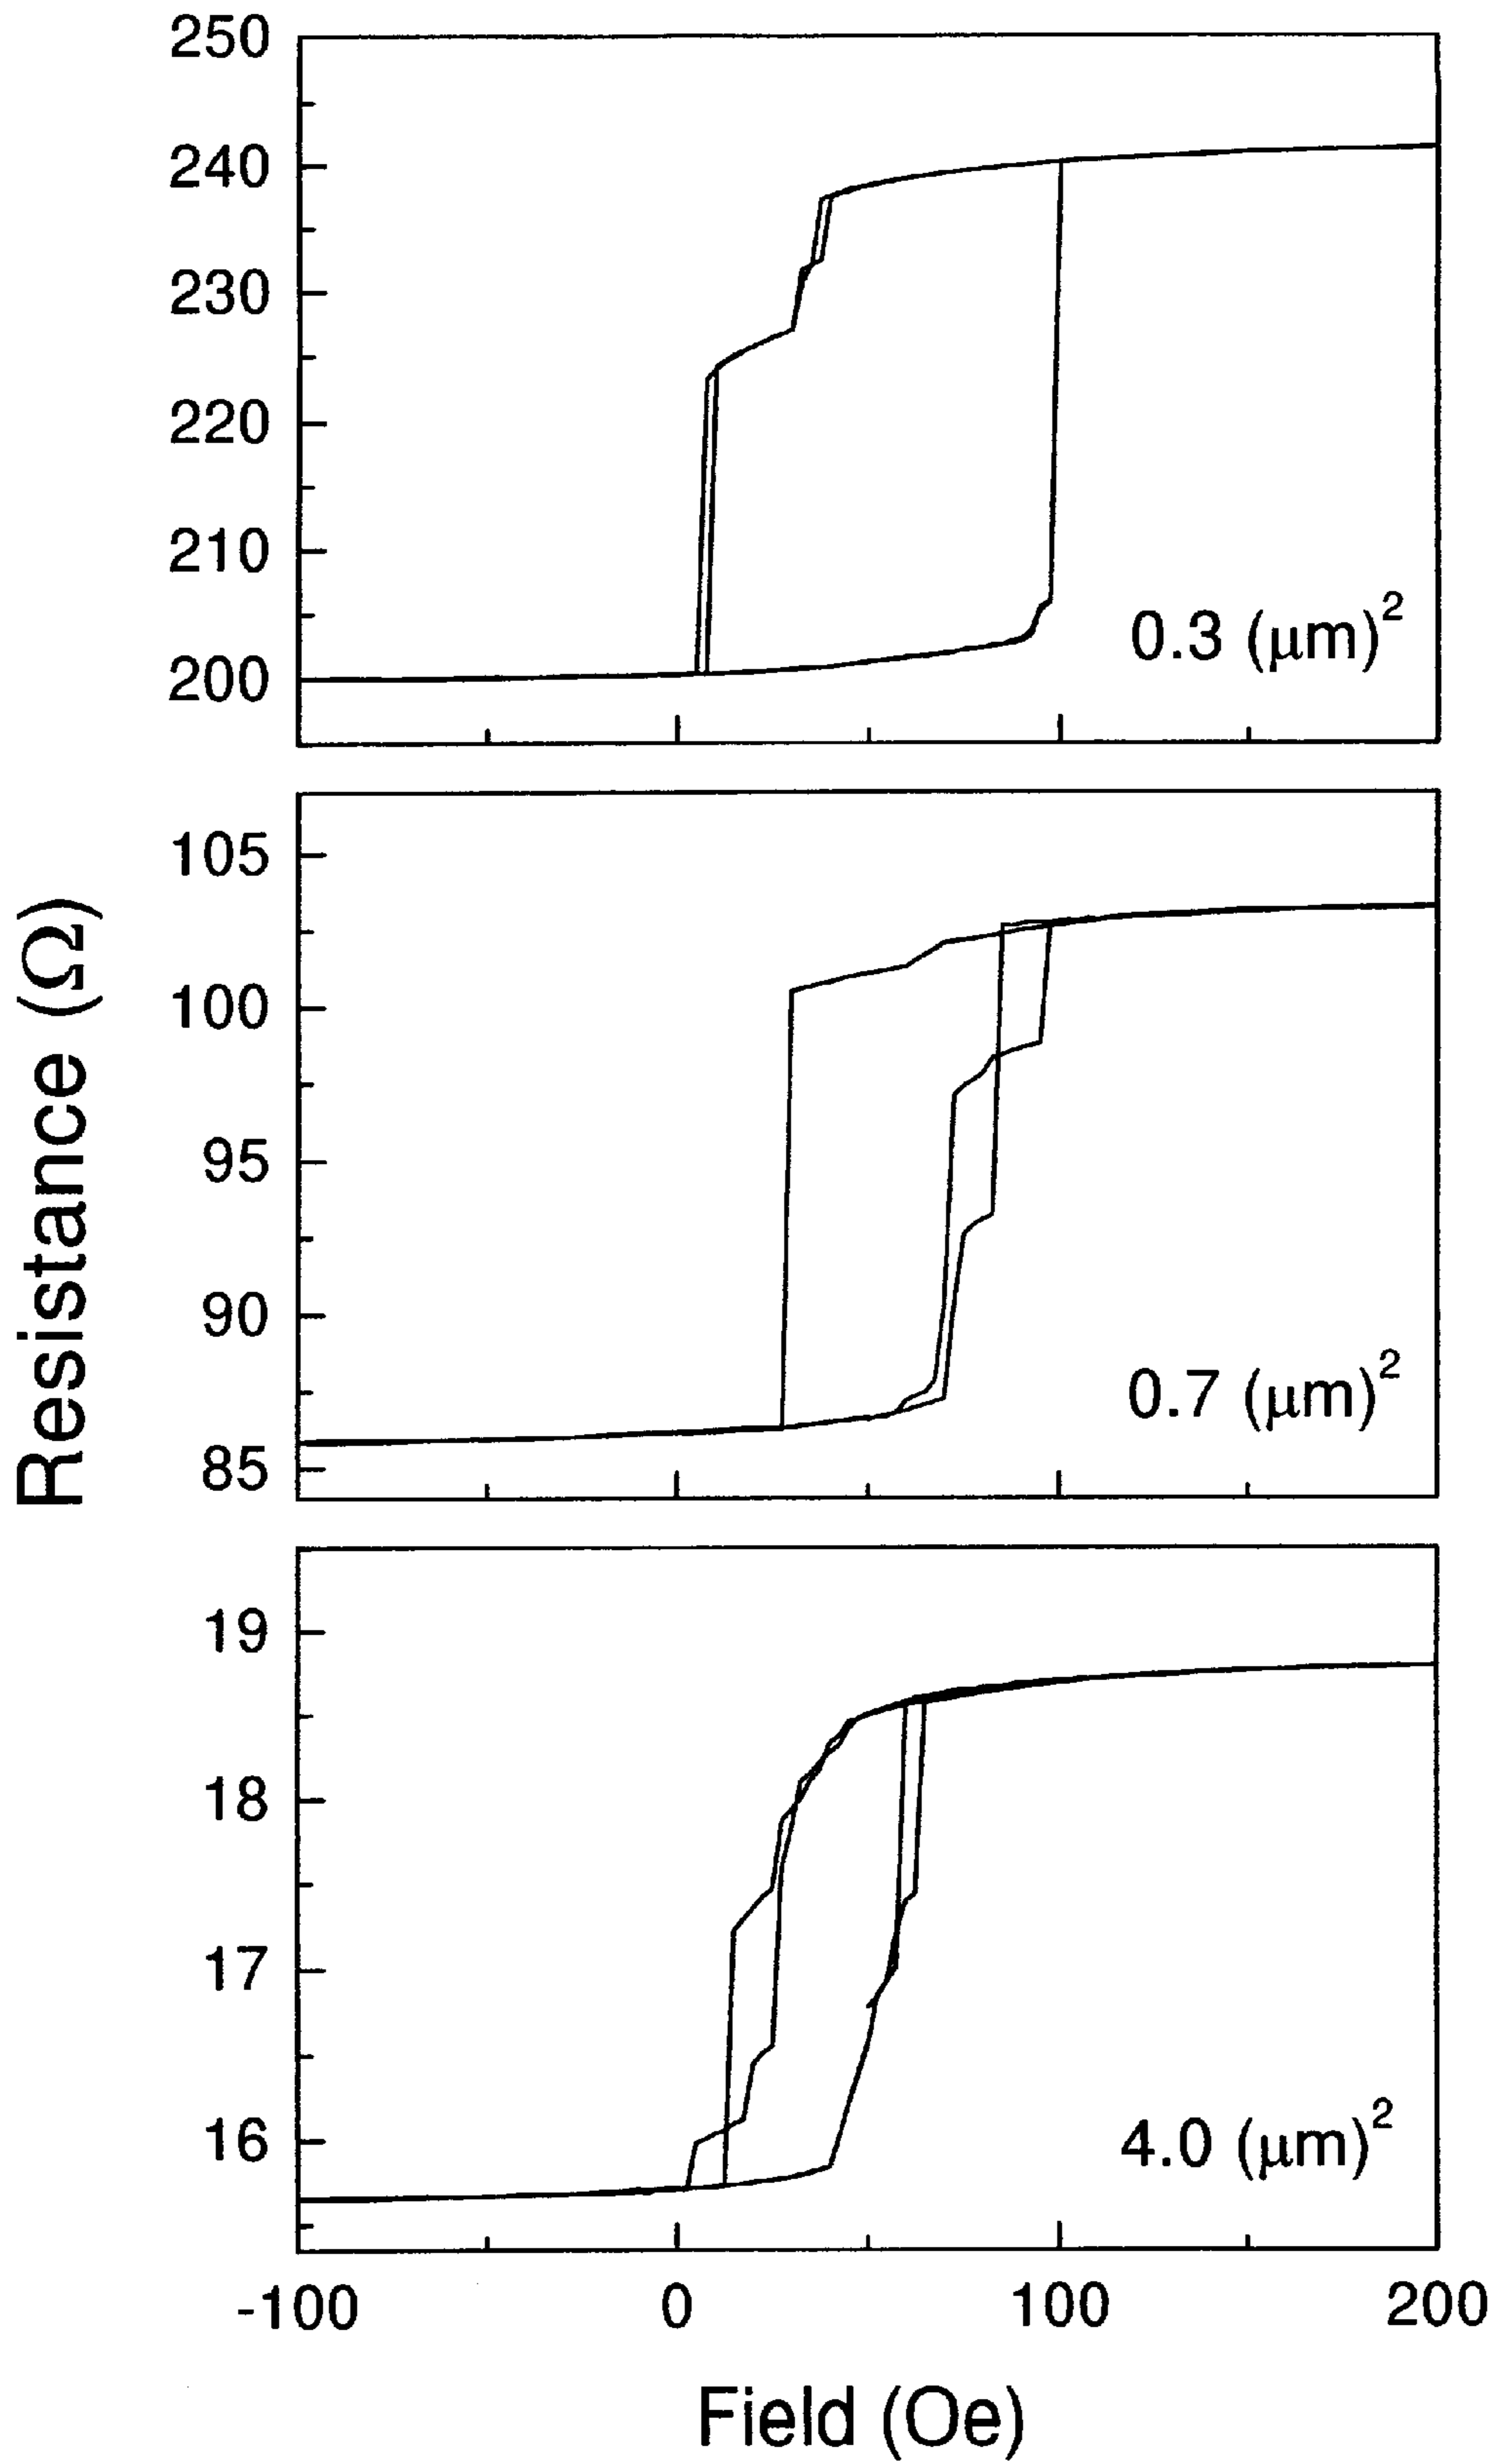 250
240
230
220
210
200
0.3 (μm)²
105
100
95
90
85
0.7 (μm)²
Resistance (Ω)
19
18
17
16
4.0 (μm)²
-100 0 100 200
Field (Oe)